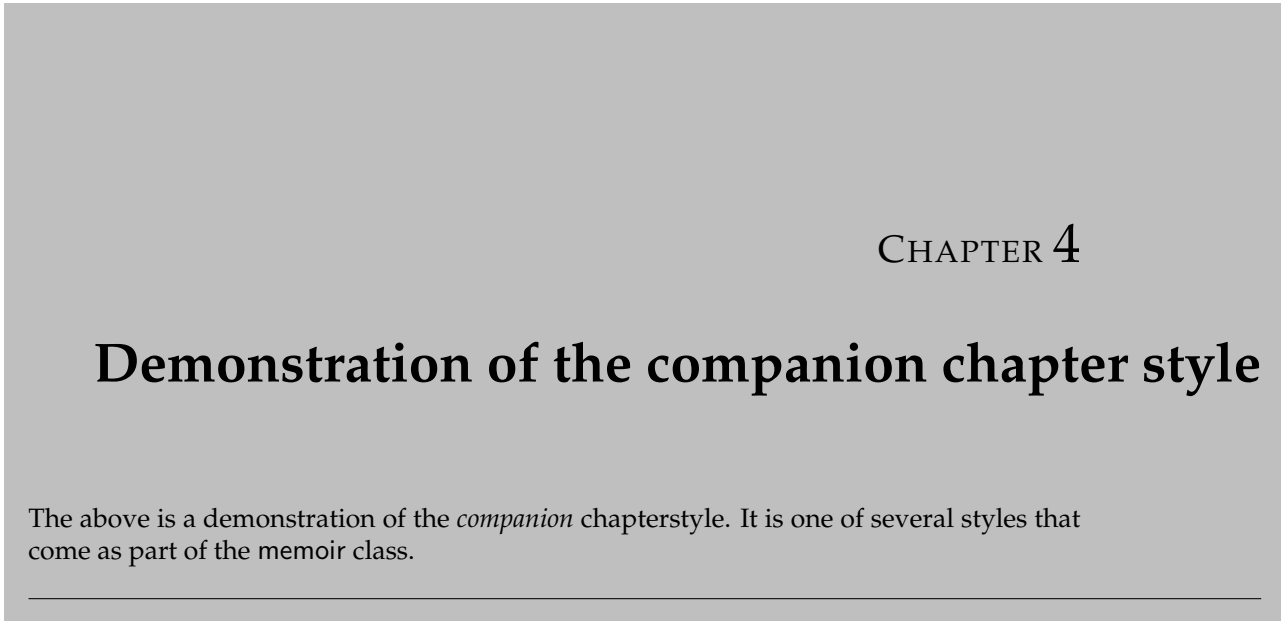 CHAPTER 4
Demonstration of the companion chapter style
The above is a demonstration of the companion chapterstyle. It is one of several styles that
come as part of the memoir class.